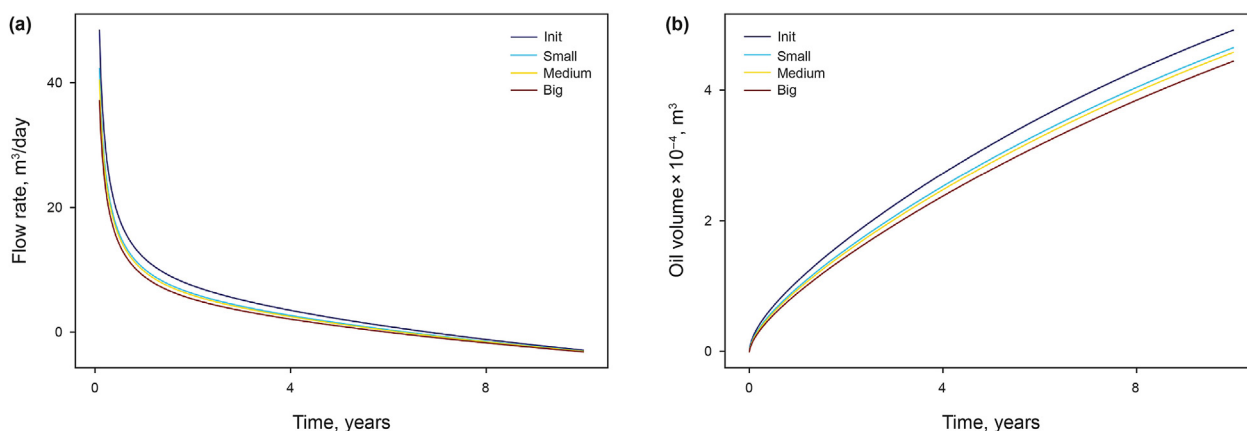 (a)
Init
Small
Medium
Big
40
20
0
Flow rate, m³/day
0
4
8
Time, years
(b)
Init
Small
Medium
Big
4
2
0
Oil volume × 10⁻⁴, m³
0
4
8
Time, years